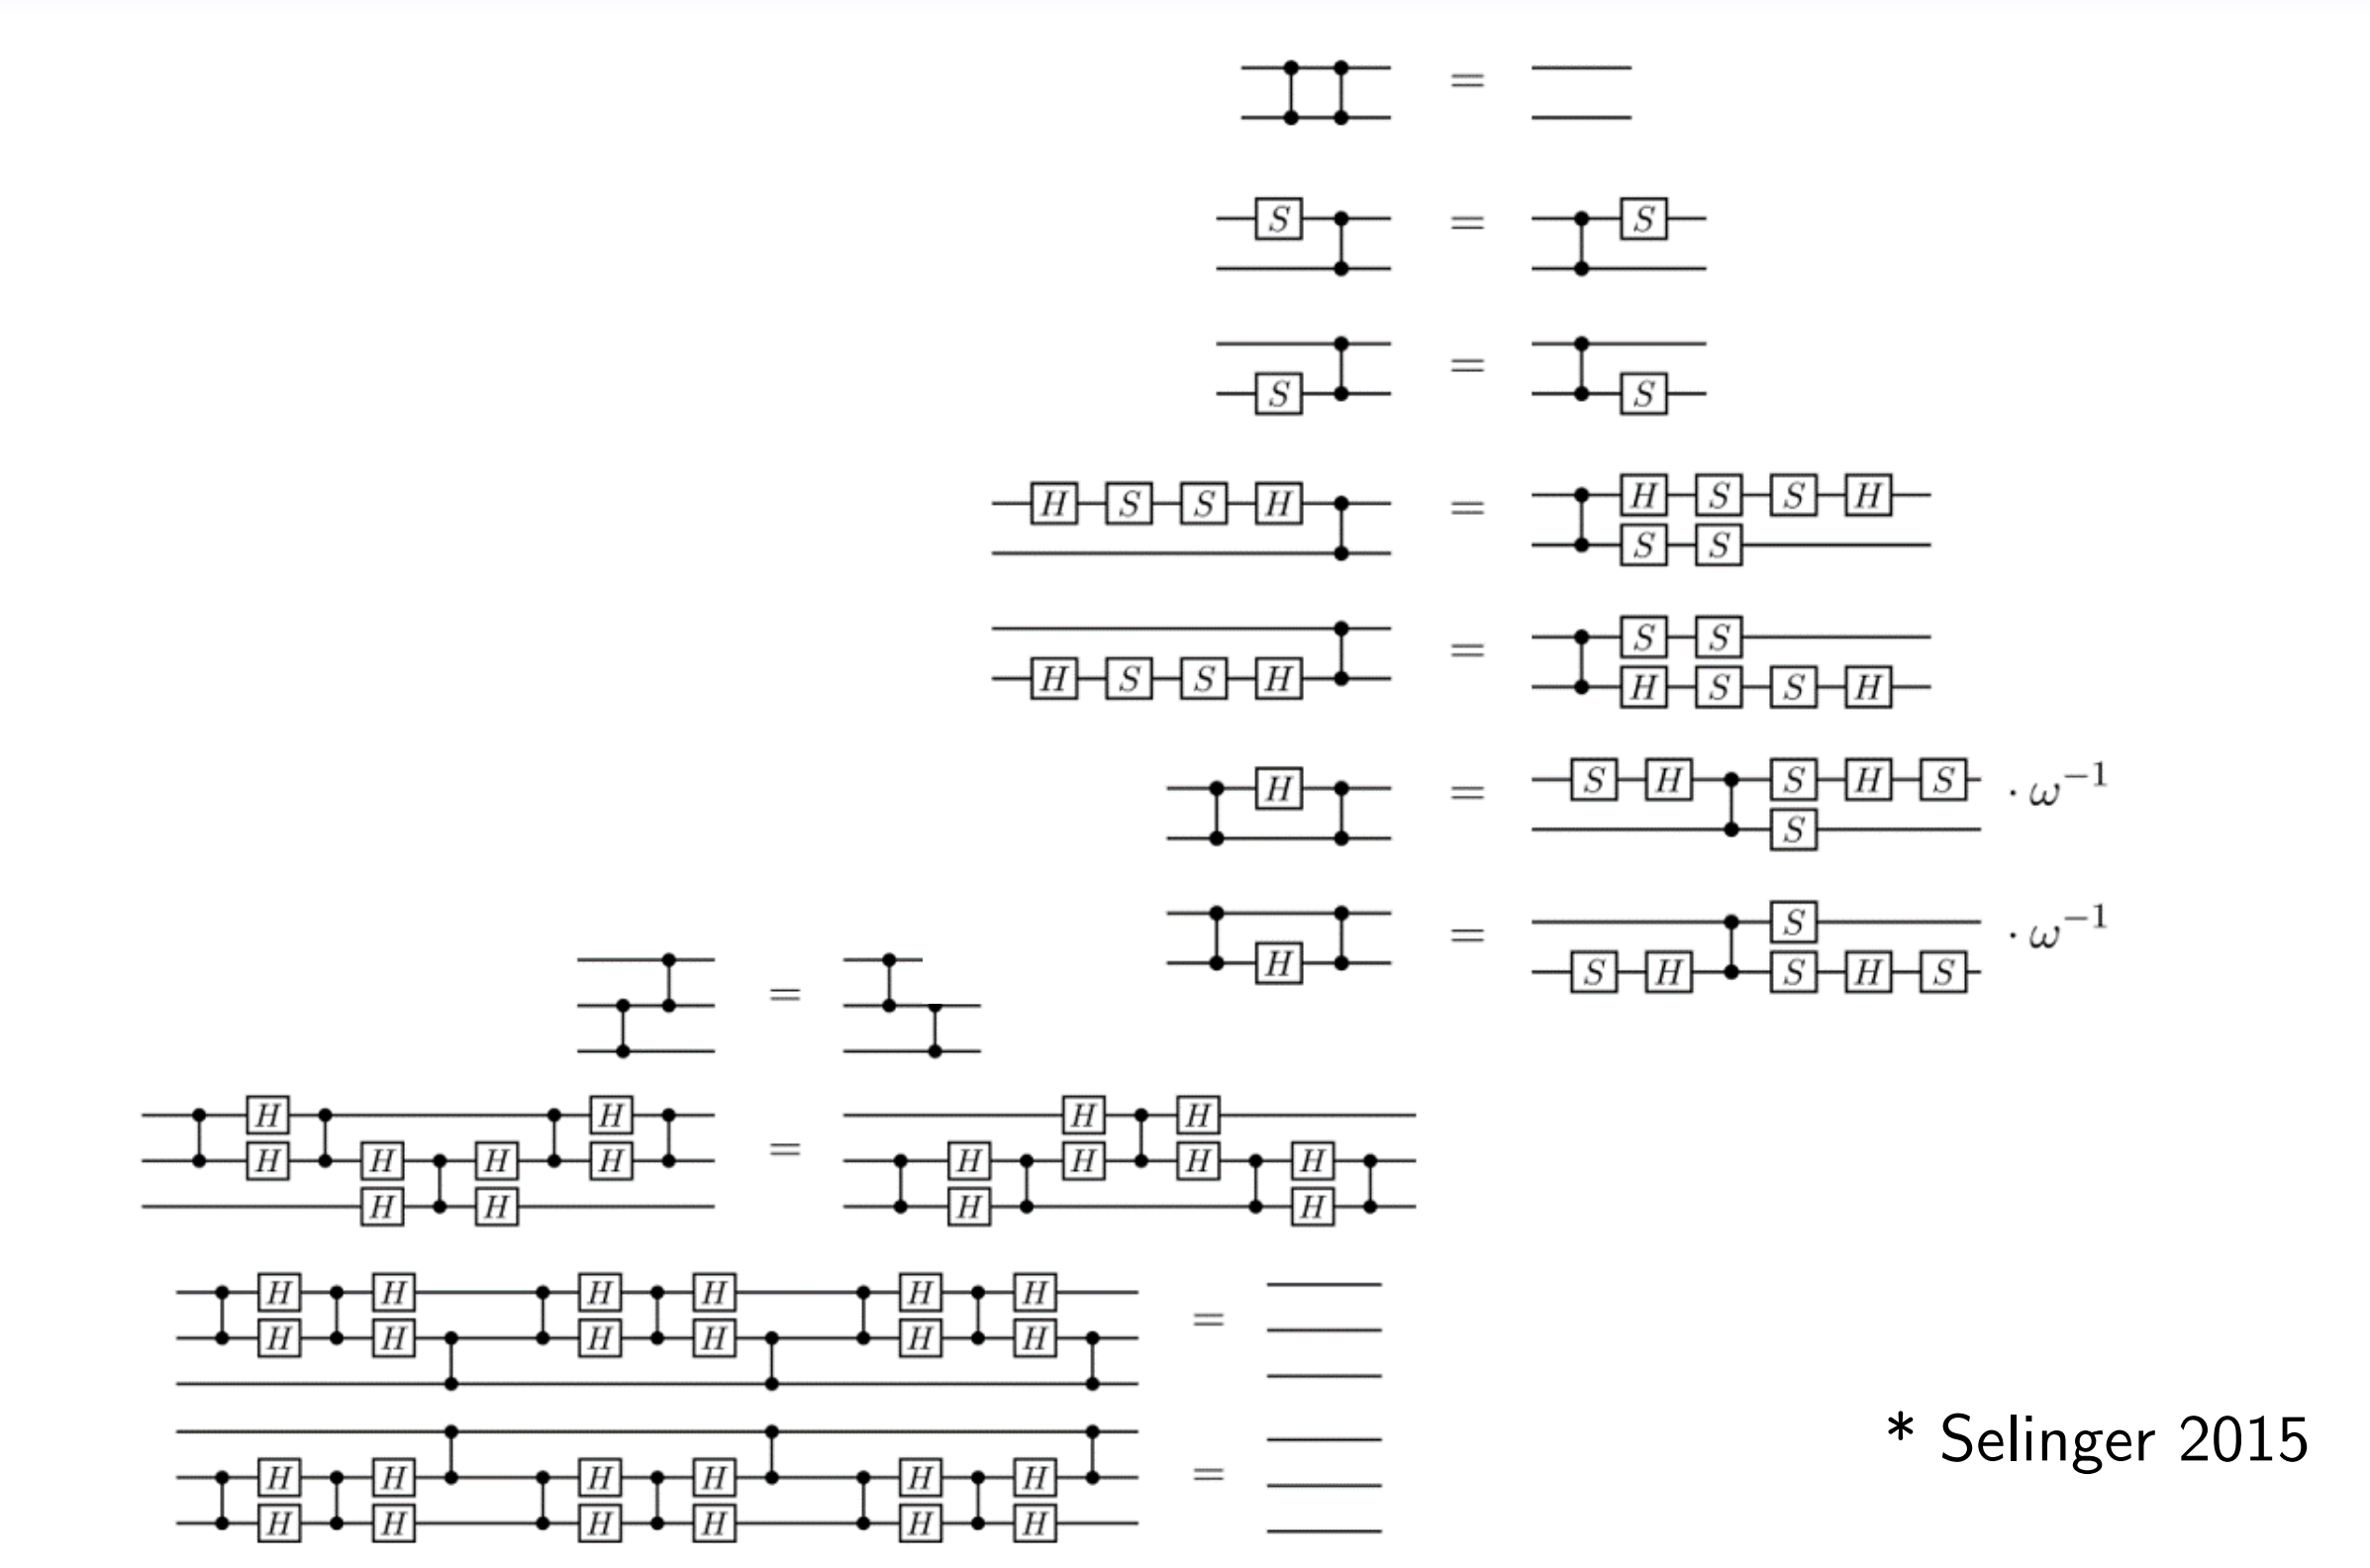 =
S = S
S = S
H S S H = H S S H
S S
= S S
H S S H H S S H
H = S H S H S · ω⁻¹
S
= S
H S H S H S · ω⁻¹
=
H H H H
H H H H = H H H H
H H H H
H H H H H H =
H H H H H H
H H H H H H =
H H H H H H
* Selinger 2015